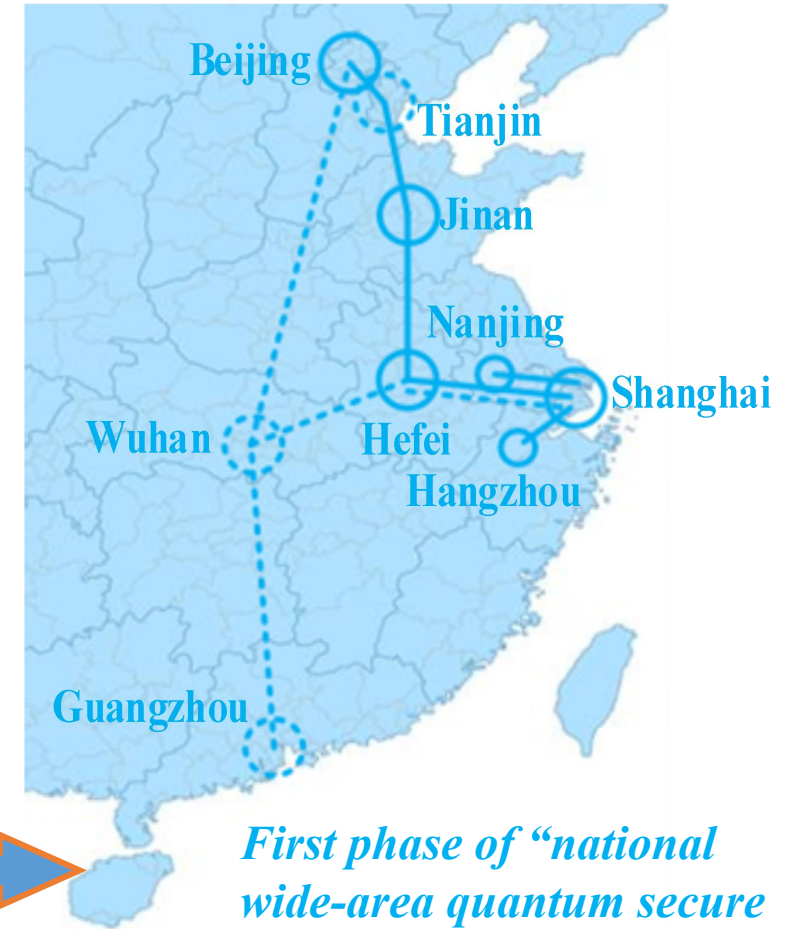 Beijing
Tianjin
Jinan
Nanjing
Shanghai
Wuhan
Hefei
Hangzhou
Guangzhou
First phase of “national
wide-area quantum secure